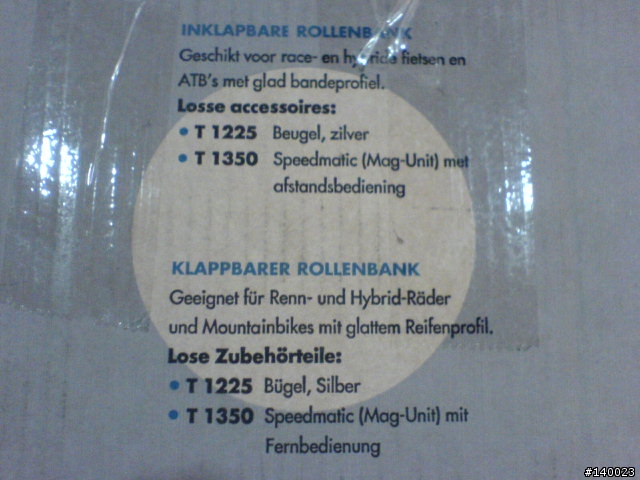 INKLAPBARE ROLLENBANK
Geschikt voor race- en hybride fietsen en
ATB's met glad bandeprofiel.
Losse accessoires:
• T 1225 Beugel, zilver
• T 1350 Speedmatic (Mag-Unit) met
afstandsbediening
KLAPPBARER ROLLENBANK
Geeignet für Renn- und Hybrid-Räder
und Mountainbikes mit glattem Reifenprofil.
Lose Zubehörteile:
• T 1225 Bügel, Silber
• T 1350 Speedmatic (Mag-Unit) mit
Fernbedienung
#140023